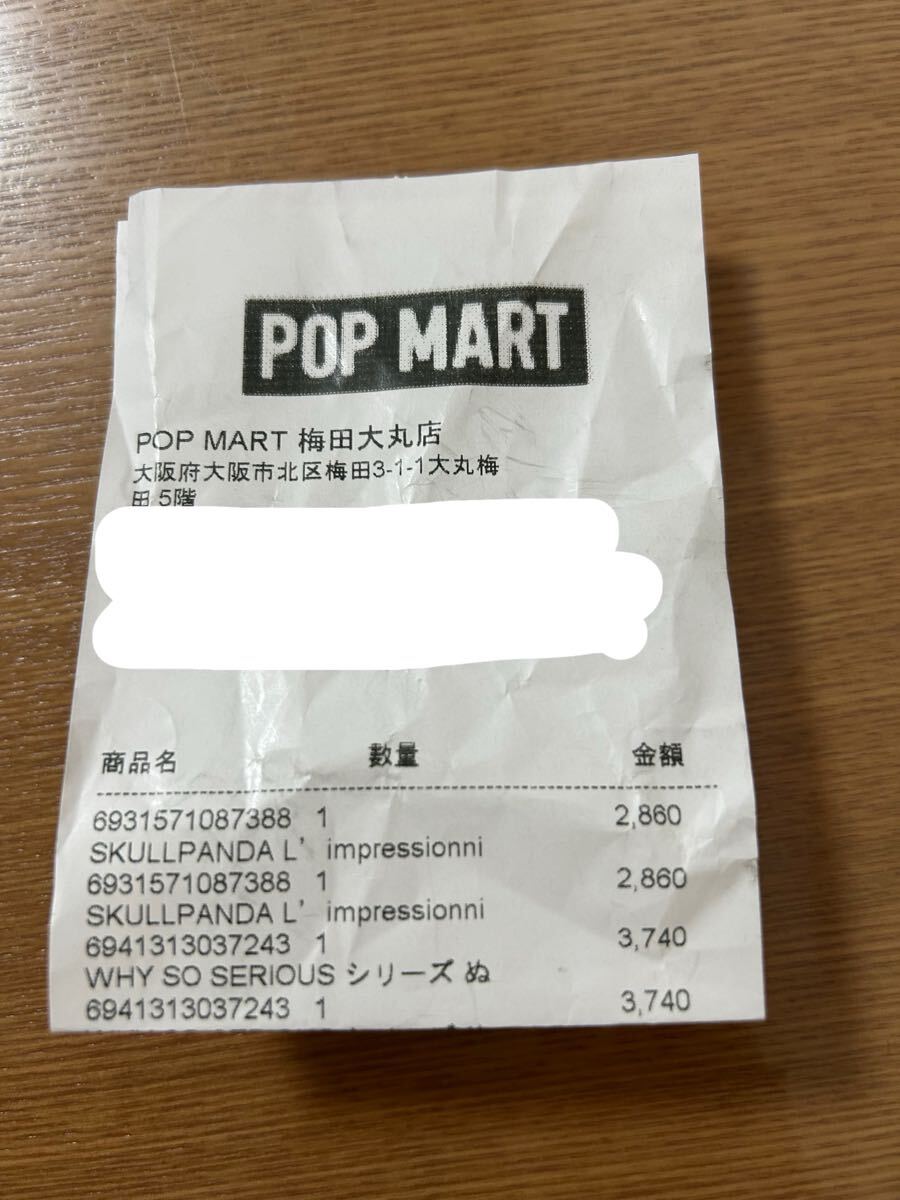 POP MART
POP MART 梅田大丸店
大阪府大阪市北区梅田3-1-1大丸梅
田 5階
商品名 數量 金額
6931571087388 1 2,860
SKULLPANDA L’ impressionni
6931571087388 1 2,860
SKULLPANDA L’ impressionni
6941313037243 1 3,740
WHY SO SERIOUS シリーズ ぬ
6941313037243 1 3,740